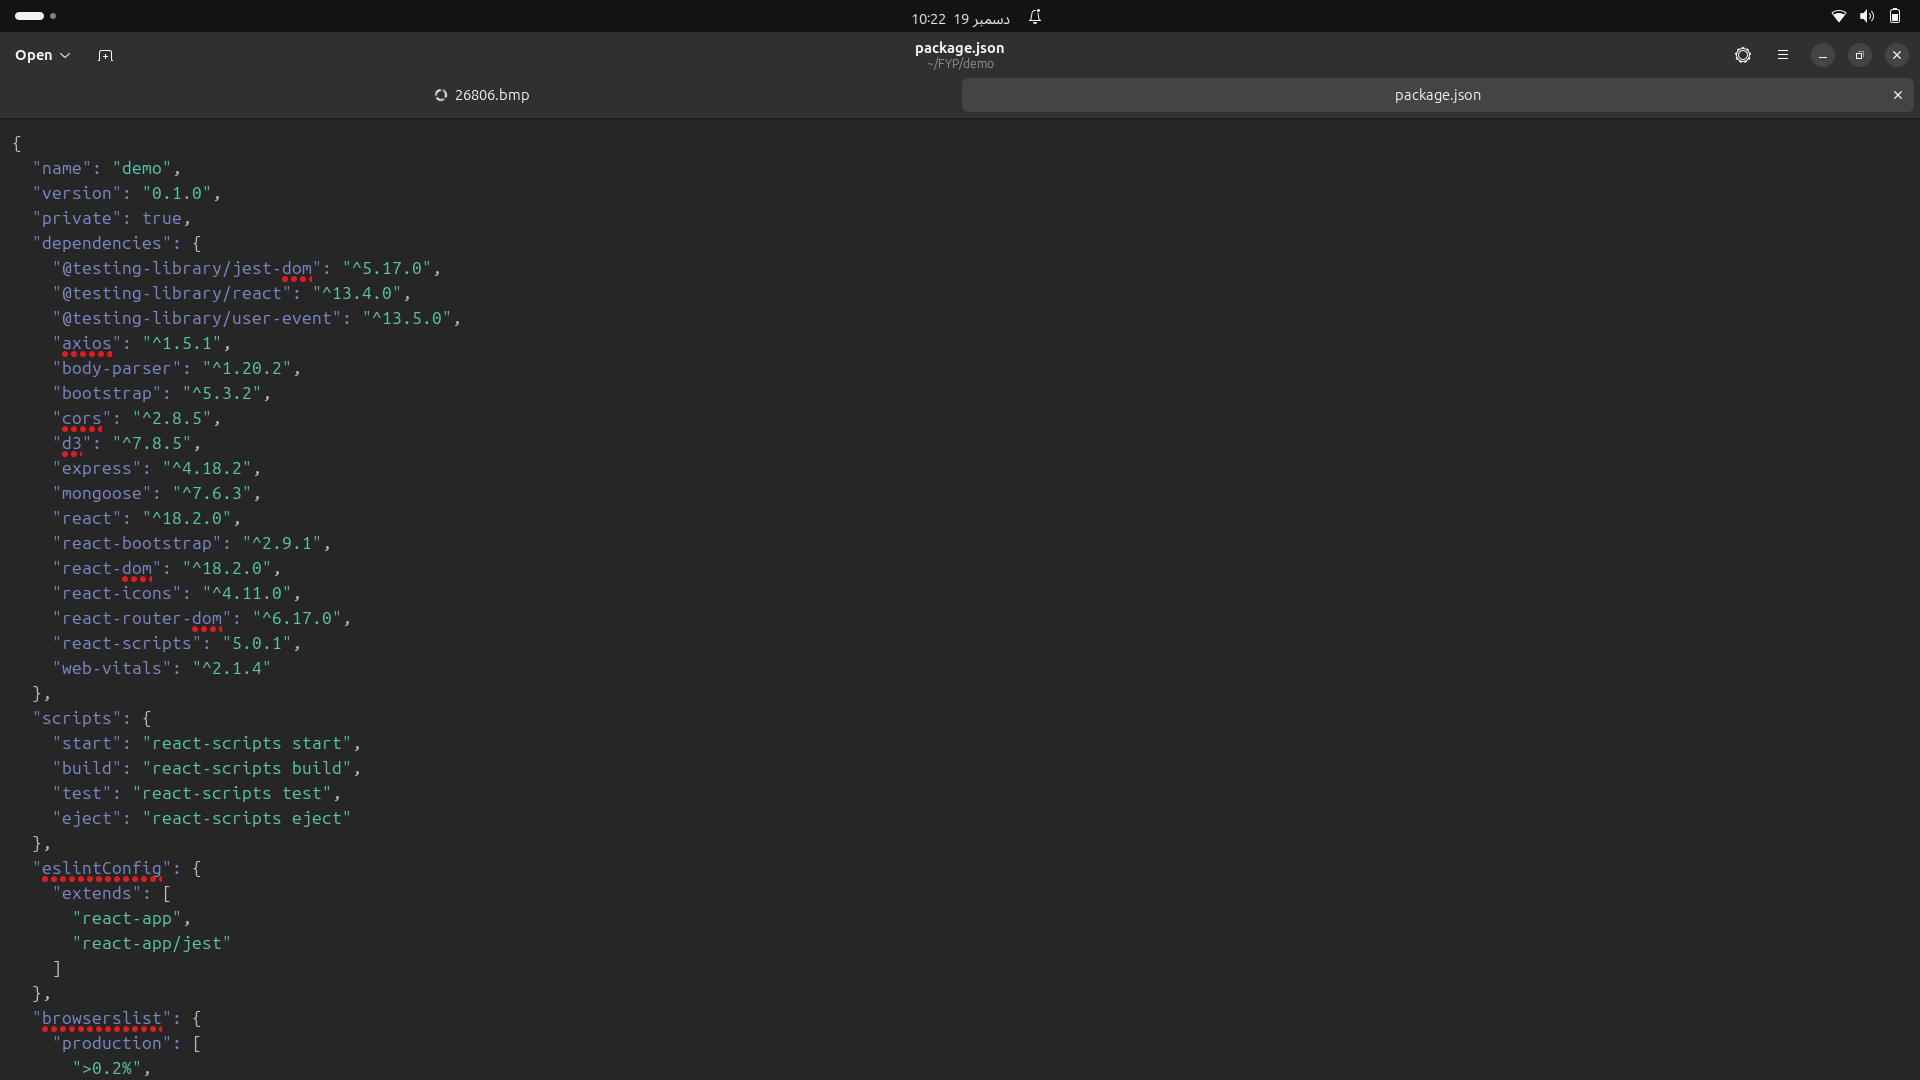 دسمبر 19  10:22
Open
package.json
~/FYP/demo
26806.bmp
package.json
{
  "name": "demo",
  "version": "0.1.0",
  "private": true,
  "dependencies": {
    "@testing-library/jest-dom": "^5.17.0",
    "@testing-library/react": "^13.4.0",
    "@testing-library/user-event": "^13.5.0",
    "axios": "^1.5.1",
    "body-parser": "^1.20.2",
    "bootstrap": "^5.3.2",
    "cors": "^2.8.5",
    "d3": "^7.8.5",
    "express": "^4.18.2",
    "mongoose": "^7.6.3",
    "react": "^18.2.0",
    "react-bootstrap": "^2.9.1",
    "react-dom": "^18.2.0",
    "react-icons": "^4.11.0",
    "react-router-dom": "^6.17.0",
    "react-scripts": "5.0.1",
    "web-vitals": "^2.1.4"
  },
  "scripts": {
    "start": "react-scripts start",
    "build": "react-scripts build",
    "test": "react-scripts test",
    "eject": "react-scripts eject"
  },
  "eslintConfig": {
    "extends": [
      "react-app",
      "react-app/jest"
    ]
  },
  "browserslist": {
    "production": [
      ">0.2%",